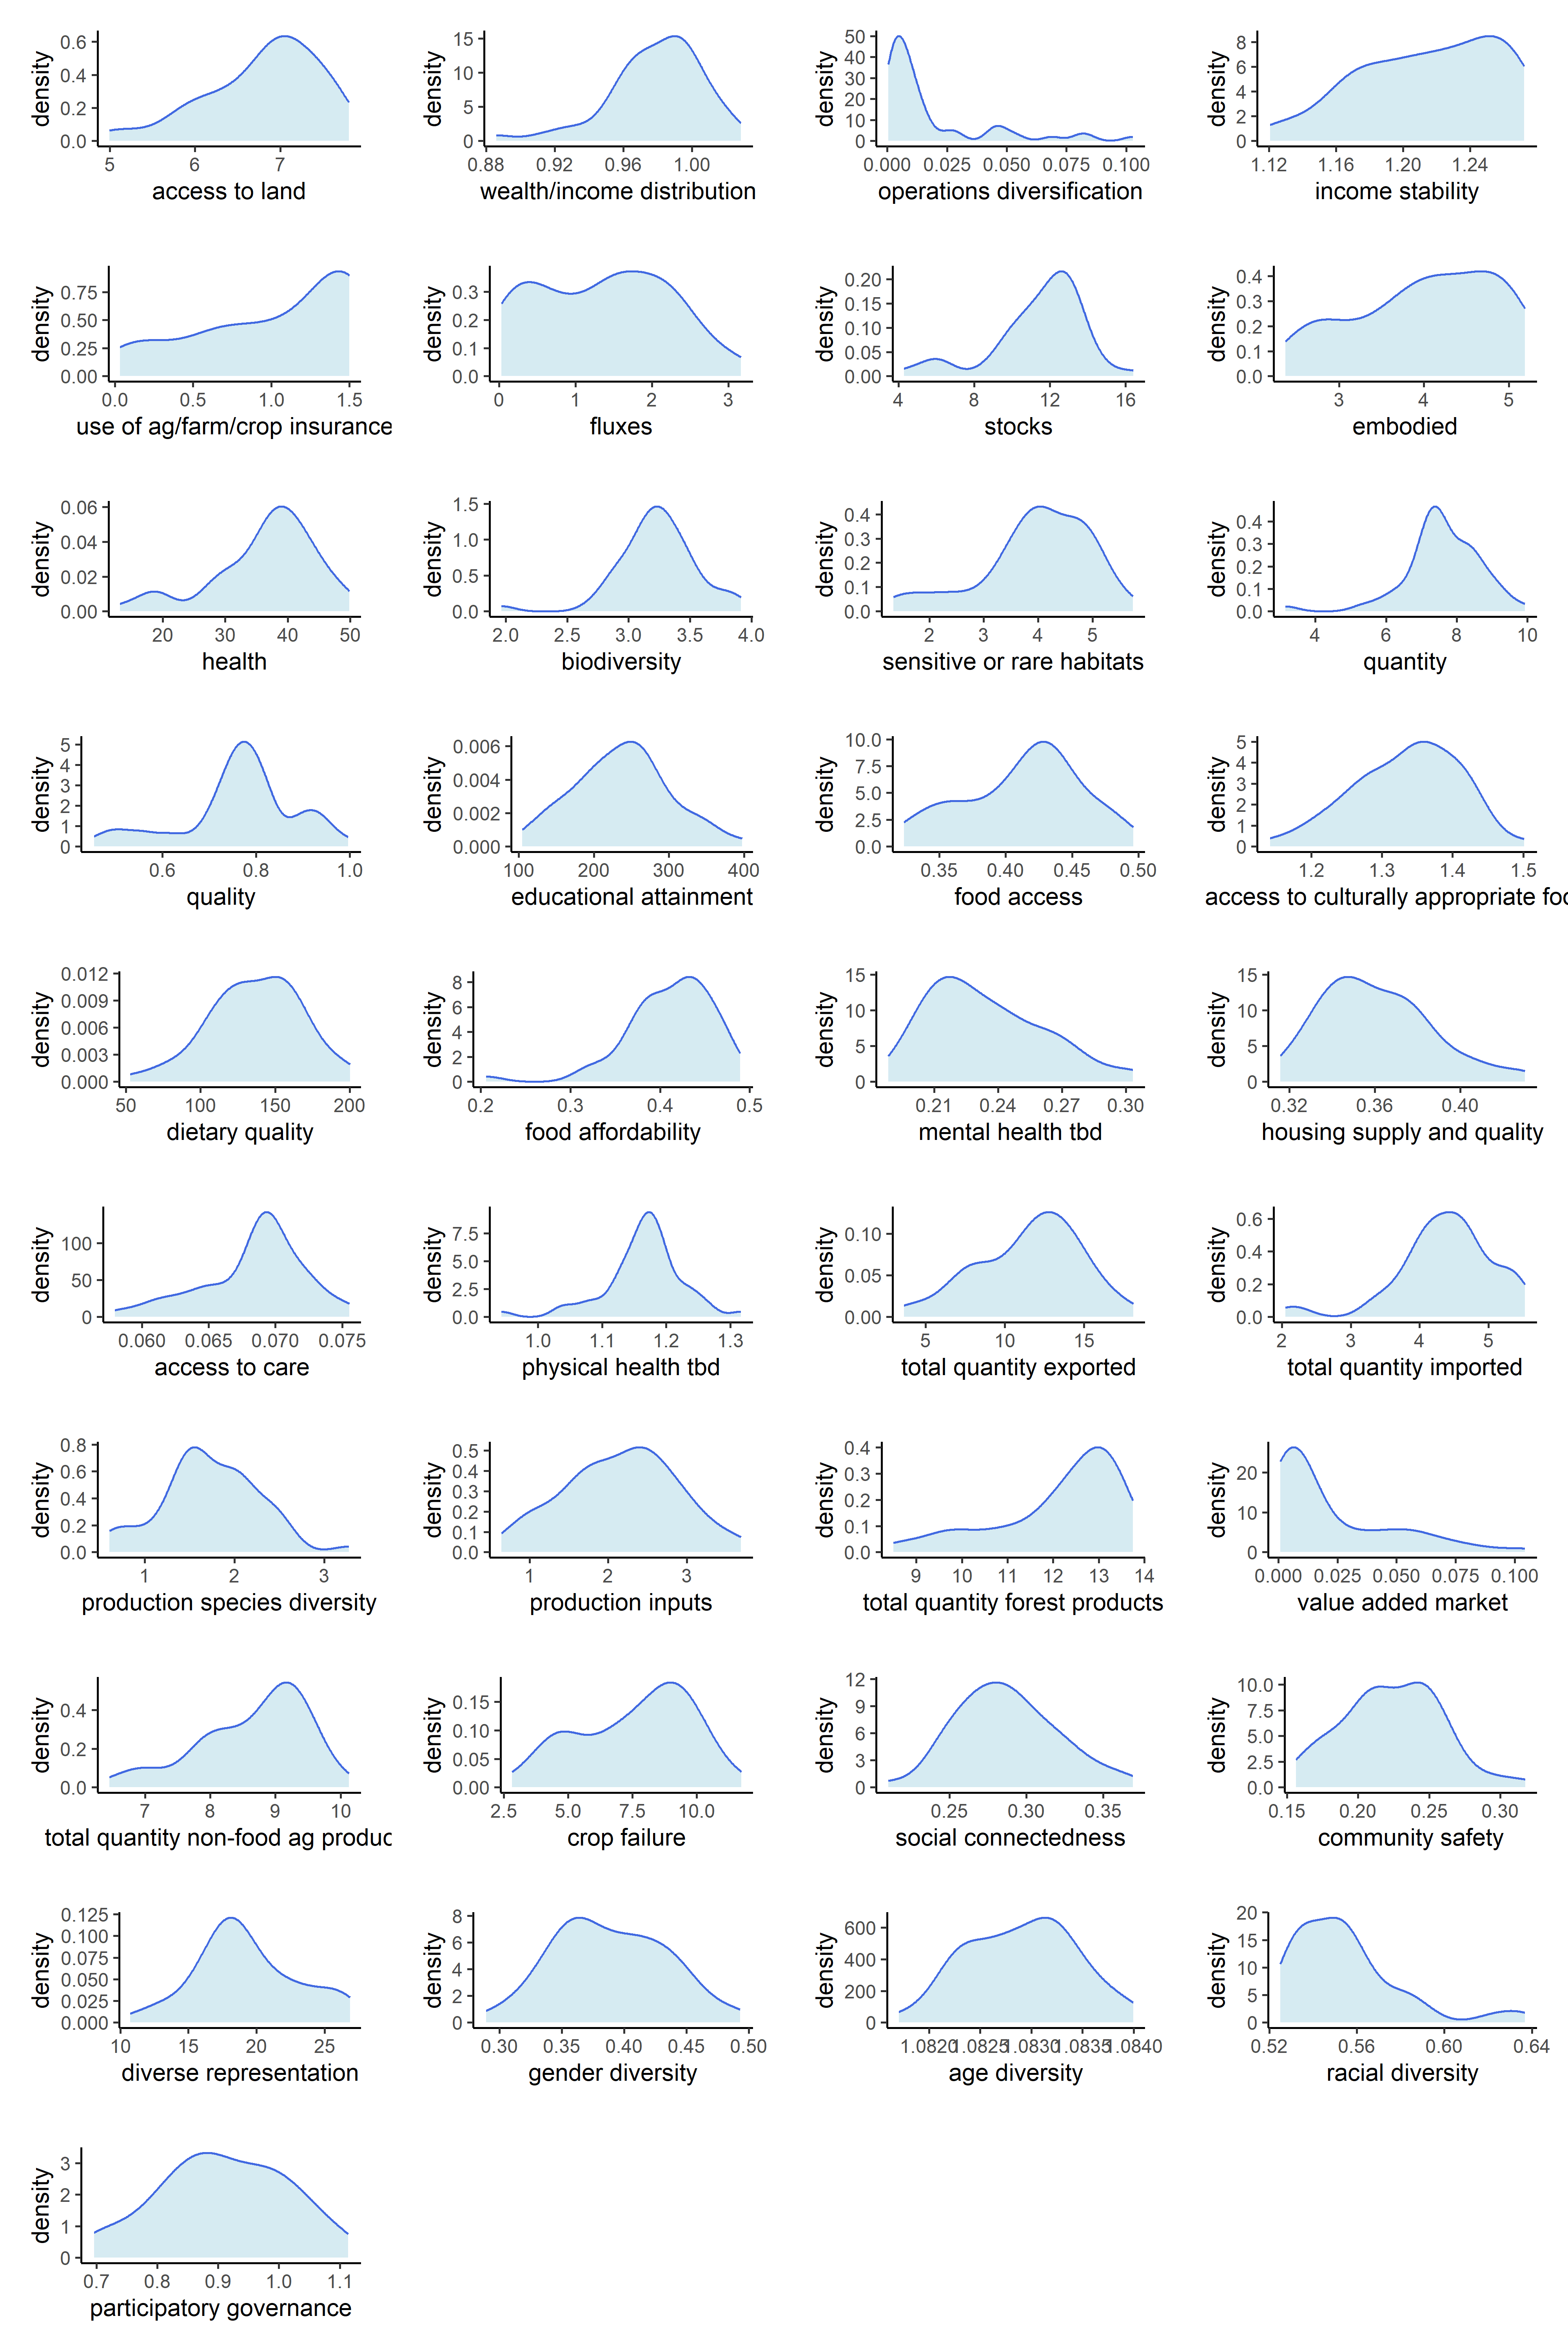 density
0.6
0.4
0.2
0.0
5 6 7
access to land
density
15
10
5
0
0.88 0.92 0.96 1.00
wealth/income distribution
density
50
40
30
20
10
0
0.000 0.025 0.050 0.075 0.100
operations diversification
density
8
6
4
2
0
1.12 1.16 1.20 1.24
income stability
density
0.75
0.50
0.25
0.00
0.0 0.5 1.0 1.5
use of ag/farm/crop insurance
density
0.3
0.2
0.1
0.0
0 1 2 3
fluxes
density
0.20
0.15
0.10
0.05
0.00
4 8 12 16
stocks
density
0.4
0.3
0.2
0.1
0.0
3 4 5
embodied
density
0.06
0.04
0.02
0.00
20 30 40 50
health
density
1.5
1.0
0.5
0.0
2.0 2.5 3.0 3.5 4.0
biodiversity
density
0.4
0.3
0.2
0.1
0.0
2 3 4 5
sensitive or rare habitats
density
0.4
0.3
0.2
0.1
0.0
4 6 8 10
quantity
density
5
4
3
2
1
0
0.6 0.8 1.0
quality
density
0.006
0.004
0.002
0.000
100 200 300 400
educational attainment
density
10.0
7.5
5.0
2.5
0.0
0.35 0.40 0.45 0.50
food access
density
5
4
3
2
1
0
1.2 1.3 1.4 1.5
access to culturally appropriate foo
density
0.012
0.009
0.006
0.003
0.000
50 100 150 200
dietary quality
density
8
6
4
2
0
0.2 0.3 0.4 0.5
food affordability
density
15
10
5
0
0.21 0.24 0.27 0.30
mental health tbd
density
15
10
5
0
0.32 0.36 0.40
housing supply and quality
density
100
50
0
0.060 0.065 0.070 0.075
access to care
density
7.5
5.0
2.5
0.0
1.0 1.1 1.2 1.3
physical health tbd
density
0.10
0.05
0.00
5 10 15
total quantity exported
density
0.6
0.4
0.2
0.0
2 3 4 5
total quantity imported
density
0.8
0.6
0.4
0.2
0.0
1 2 3
production species diversity
density
0.5
0.4
0.3
0.2
0.1
0.0
1 2 3
production inputs
density
0.4
0.3
0.2
0.1
0.0
9 10 11 12 13 14
total quantity forest products
density
20
10
0
0.000 0.025 0.050 0.075 0.100
value added market
density
0.4
0.2
0.0
7 8 9 10
total quantity non-food ag produc
density
0.15
0.10
0.05
0.00
2.5 5.0 7.5 10.0
crop failure
density
12
9
6
3
0
0.25 0.30 0.35
social connectedness
density
10.0
7.5
5.0
2.5
0.0
0.15 0.20 0.25 0.30
community safety
density
0.125
0.100
0.075
0.050
0.025
0.000
10 15 20 25
diverse representation
density
8
6
4
2
0
0.30 0.35 0.40 0.45 0.50
gender diversity
density
600
400
200
0
1.0820 1.0825 1.0830 1.0835 1.0840
age diversity
density
20
15
10
5
0
0.52 0.56 0.60 0.64
racial diversity
density
3
2
1
0
0.7 0.8 0.9 1.0 1.1
participatory governance